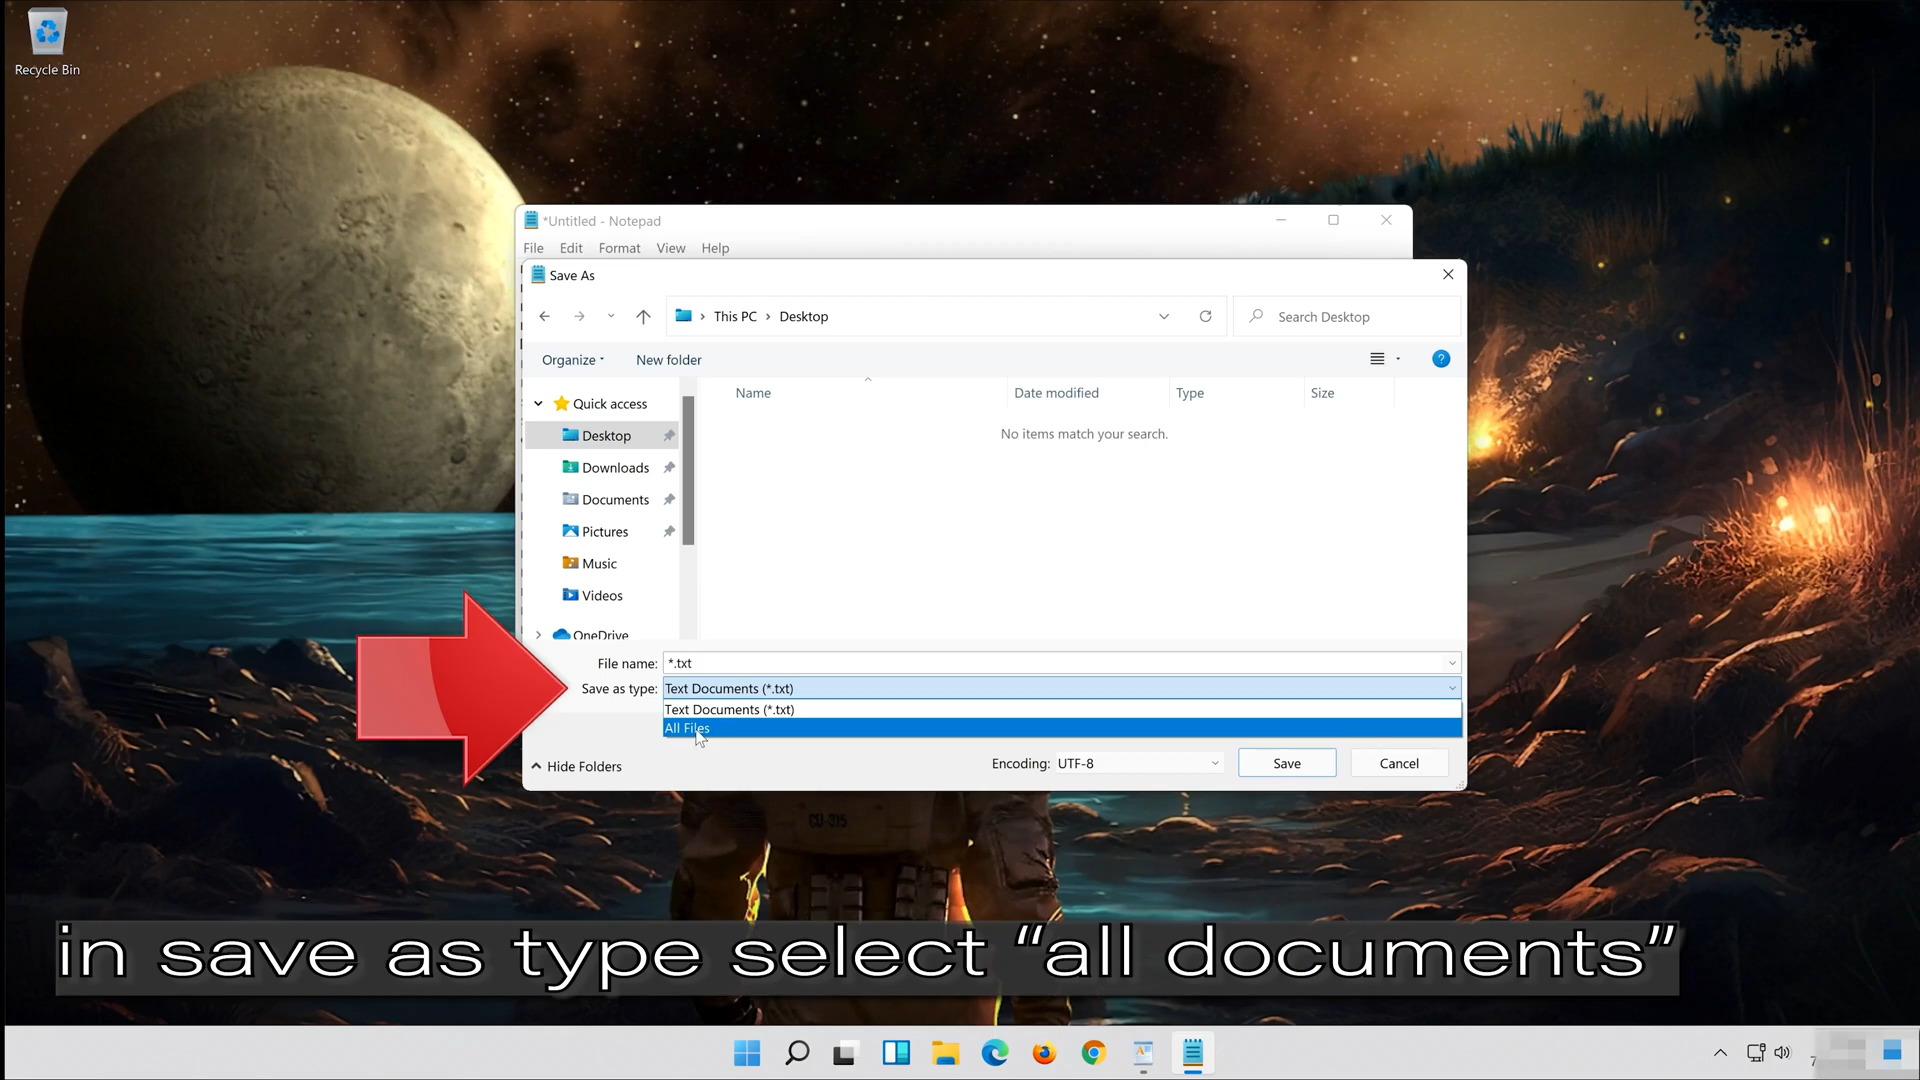 Recycle Bin
*Untitled - Notepad
File Edit Format View Help
Save As
This PC > Desktop
Search Desktop
Organize New folder
Name Date modified Type Size
Quick access
No items match your search.
Desktop
Downloads
Documents
Pictures
Music
Videos
OneDrive
File name: *.txt
Save as type: Text Documents (*.txt)
Text Documents (*.txt)
All Files
Hide Folders Encoding: UTF-8 Save Cancel
CU-315
in save as type select “all documents”